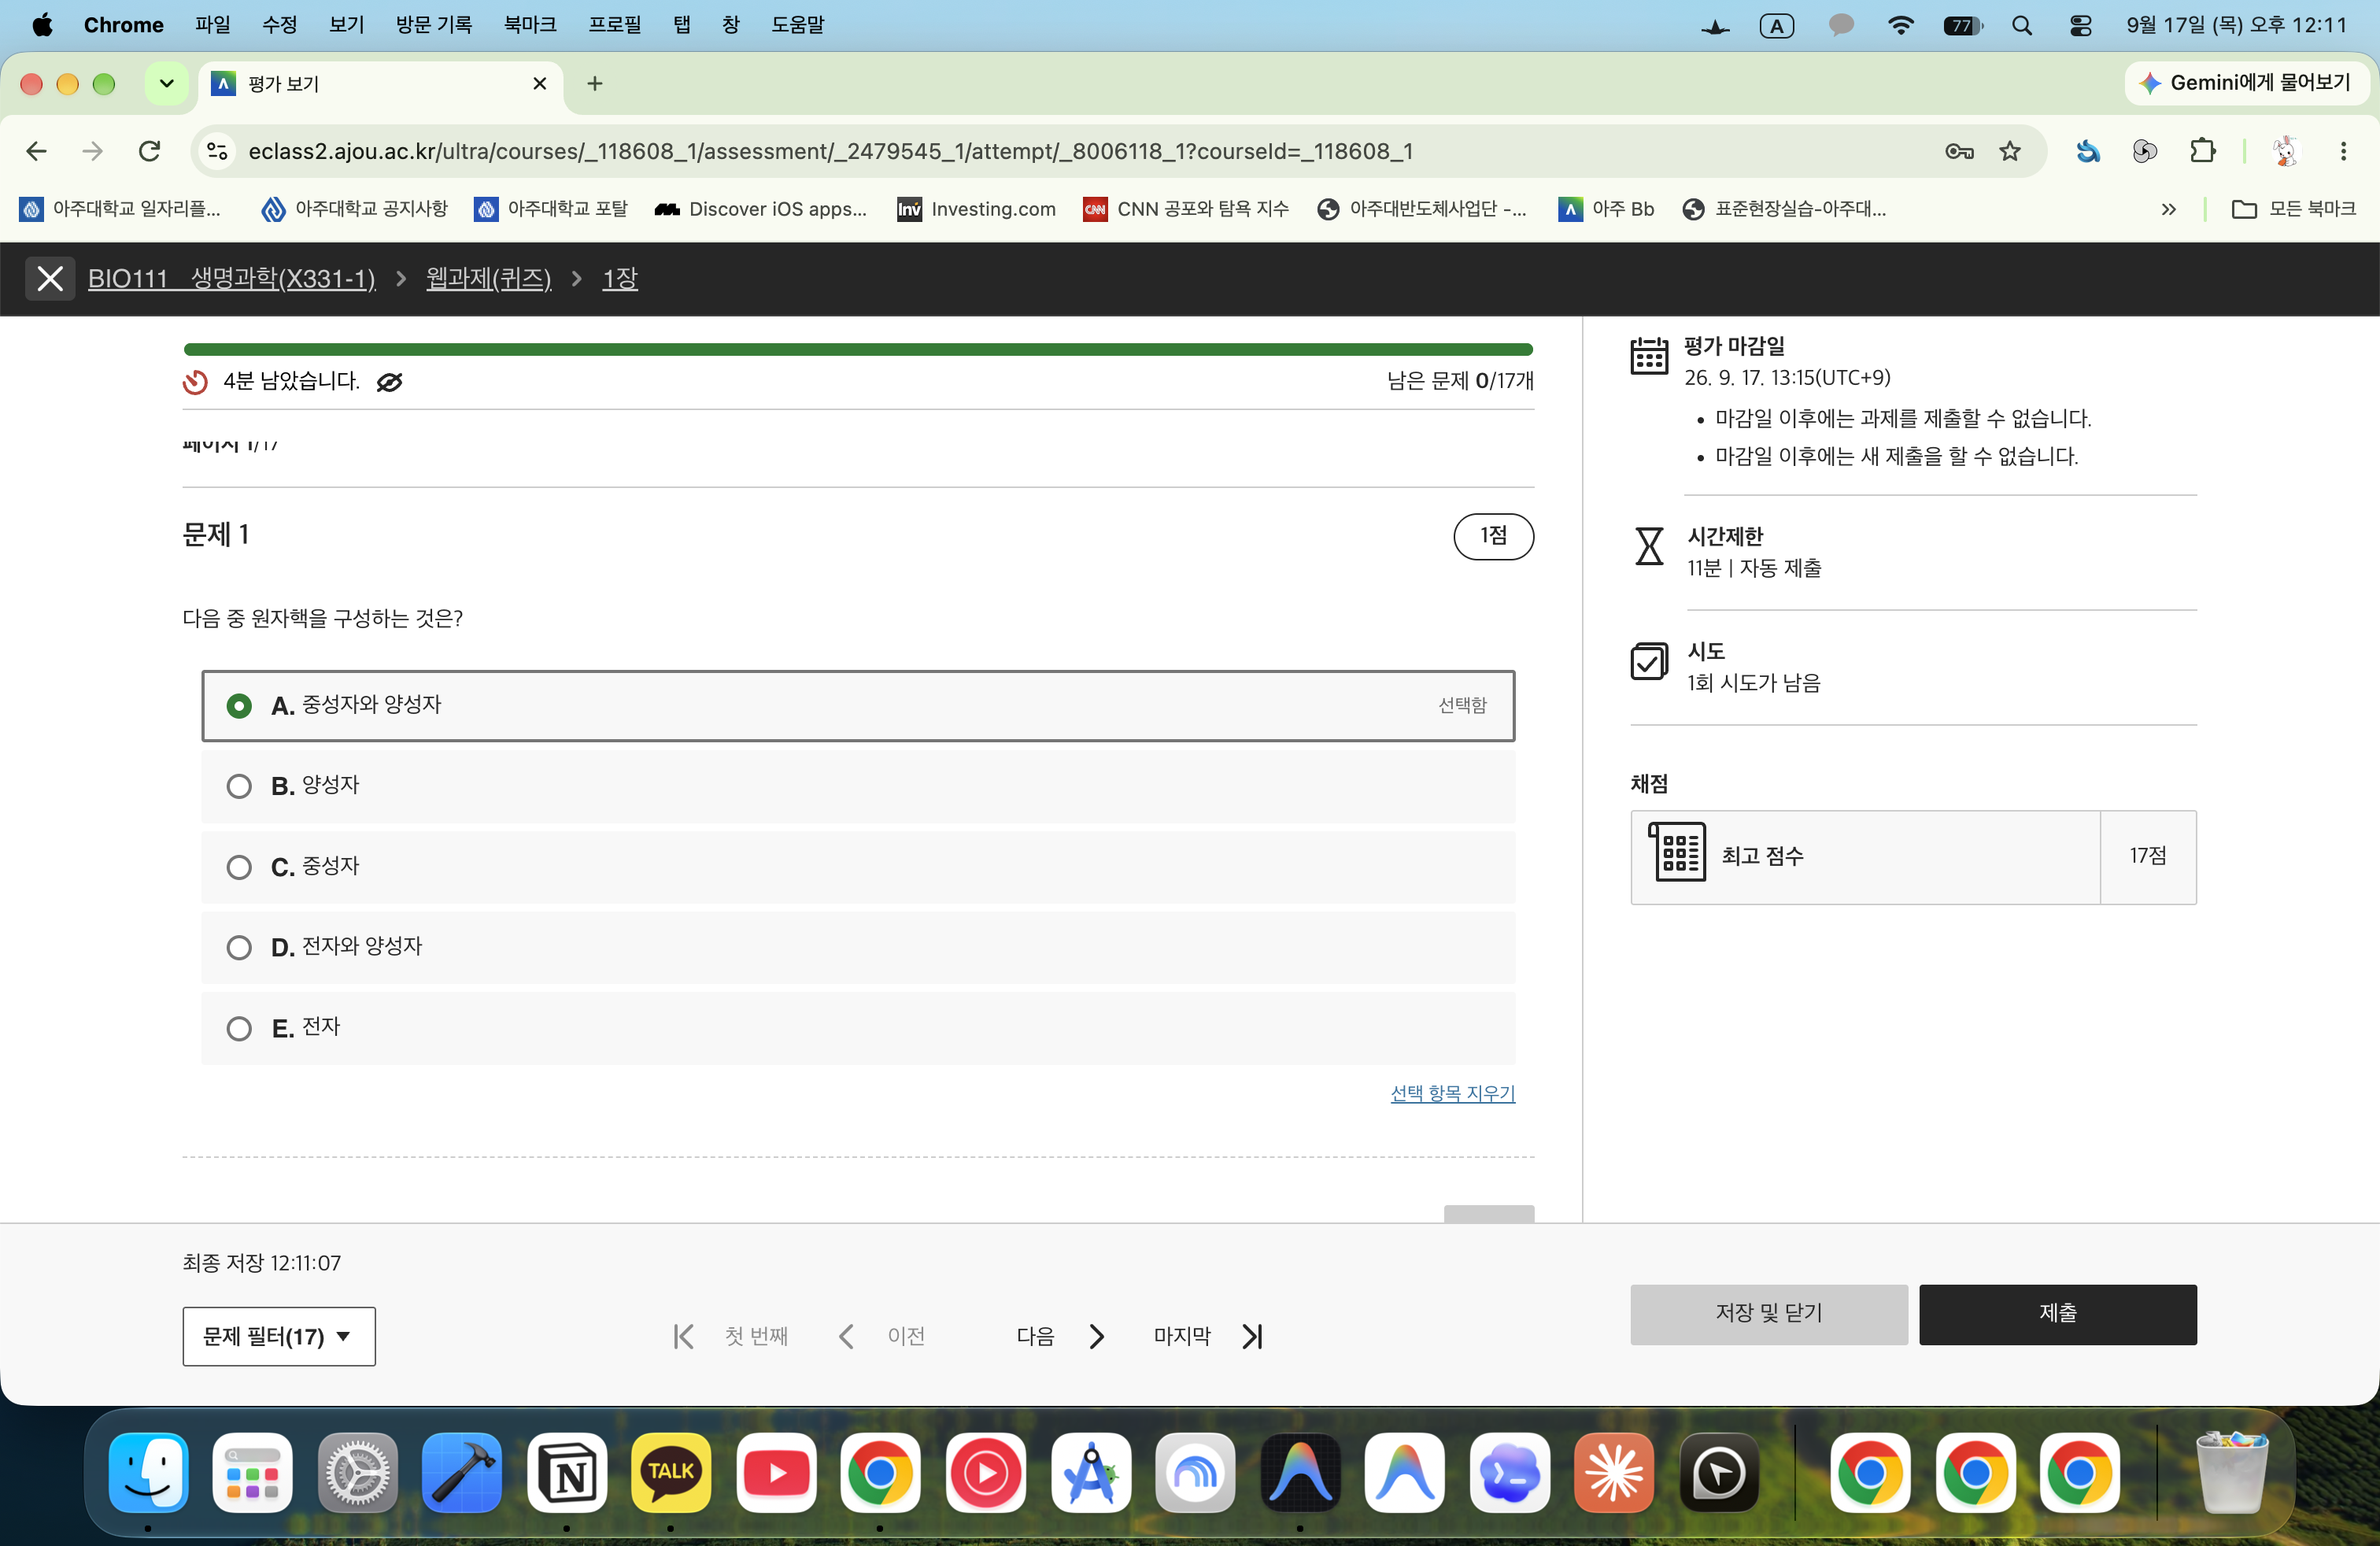 Chrome 파일 수정 보기 방문 기록 북마크 프로필 탭 창 도움말 A 77 9월 17일 (목) 오후 12:11
평가 보기 Gemini에게 물어보기
eclass2.ajou.ac.kr/ultra/courses/_118608_1/assessment/_2479545_1/attempt/_8006118_1?courseId=_118608_1
아주대학교 일자리플... 아주대학교 공지사항 아주대학교 포탈 Discover iOS apps... Inv Investing.com CNN CNN 공포와 탐욕 지수 아주대반도체사업단 -... 아주 Bb 표준현장실습-아주대... 모든 북마크
BIO111 생명과학(X331-1) > 웹과제(퀴즈) > 1장
4분 남았습니다. 남은 문제 0/17개
페이지 1/17
문제 1 1점
다음 중 원자핵을 구성하는 것은?
A. 중성자와 양성자 선택함
B. 양성자
C. 중성자
D. 전자와 양성자
E. 전자
선택 항목 지우기
평가 마감일
26. 9. 17. 13:15(UTC+9)
• 마감일 이후에는 과제를 제출할 수 없습니다.
• 마감일 이후에는 새 제출을 할 수 없습니다.
시간제한
11분 | 자동 제출
시도
1회 시도가 남음
채점
최고 점수 17점
최종 저장 12:11:07
문제 필터(17) 첫 번째 이전 다음 마지막 저장 및 닫기 제출
N TALK